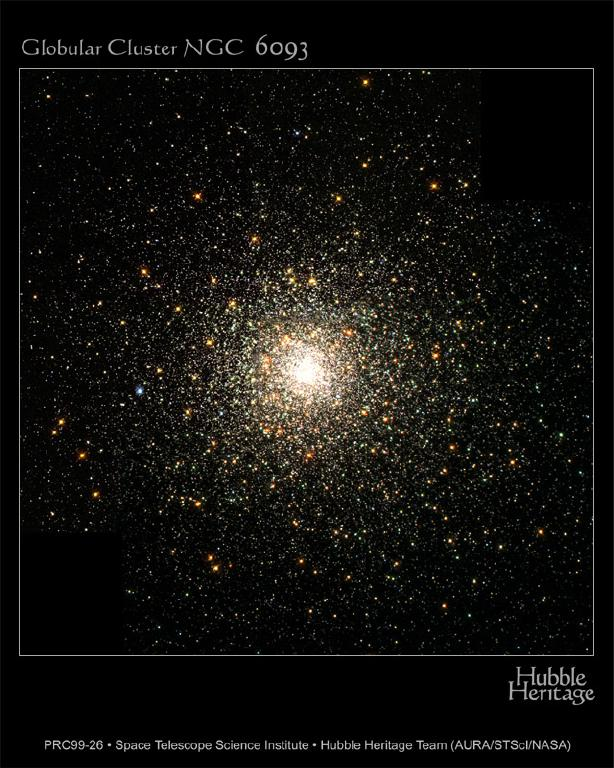 Globular Cluster NGC 6093
Hubble
Heritage
PRC99-26 • Space Telescope Science Institute • Hubble Heritage Team (AURA/STScI/NASA)